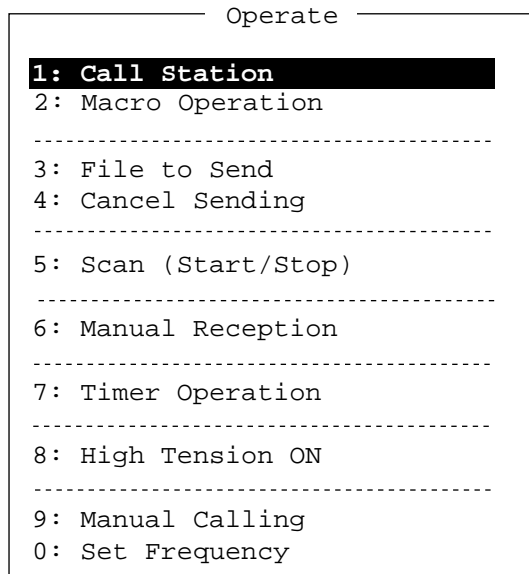 Operate
1: Call Station
2: Macro Operation
3: File to Send
4: Cancel Sending
5: Scan (Start/Stop)
6: Manual Reception
7: Timer Operation
8: High Tension ON
9: Manual Calling
0: Set Frequency